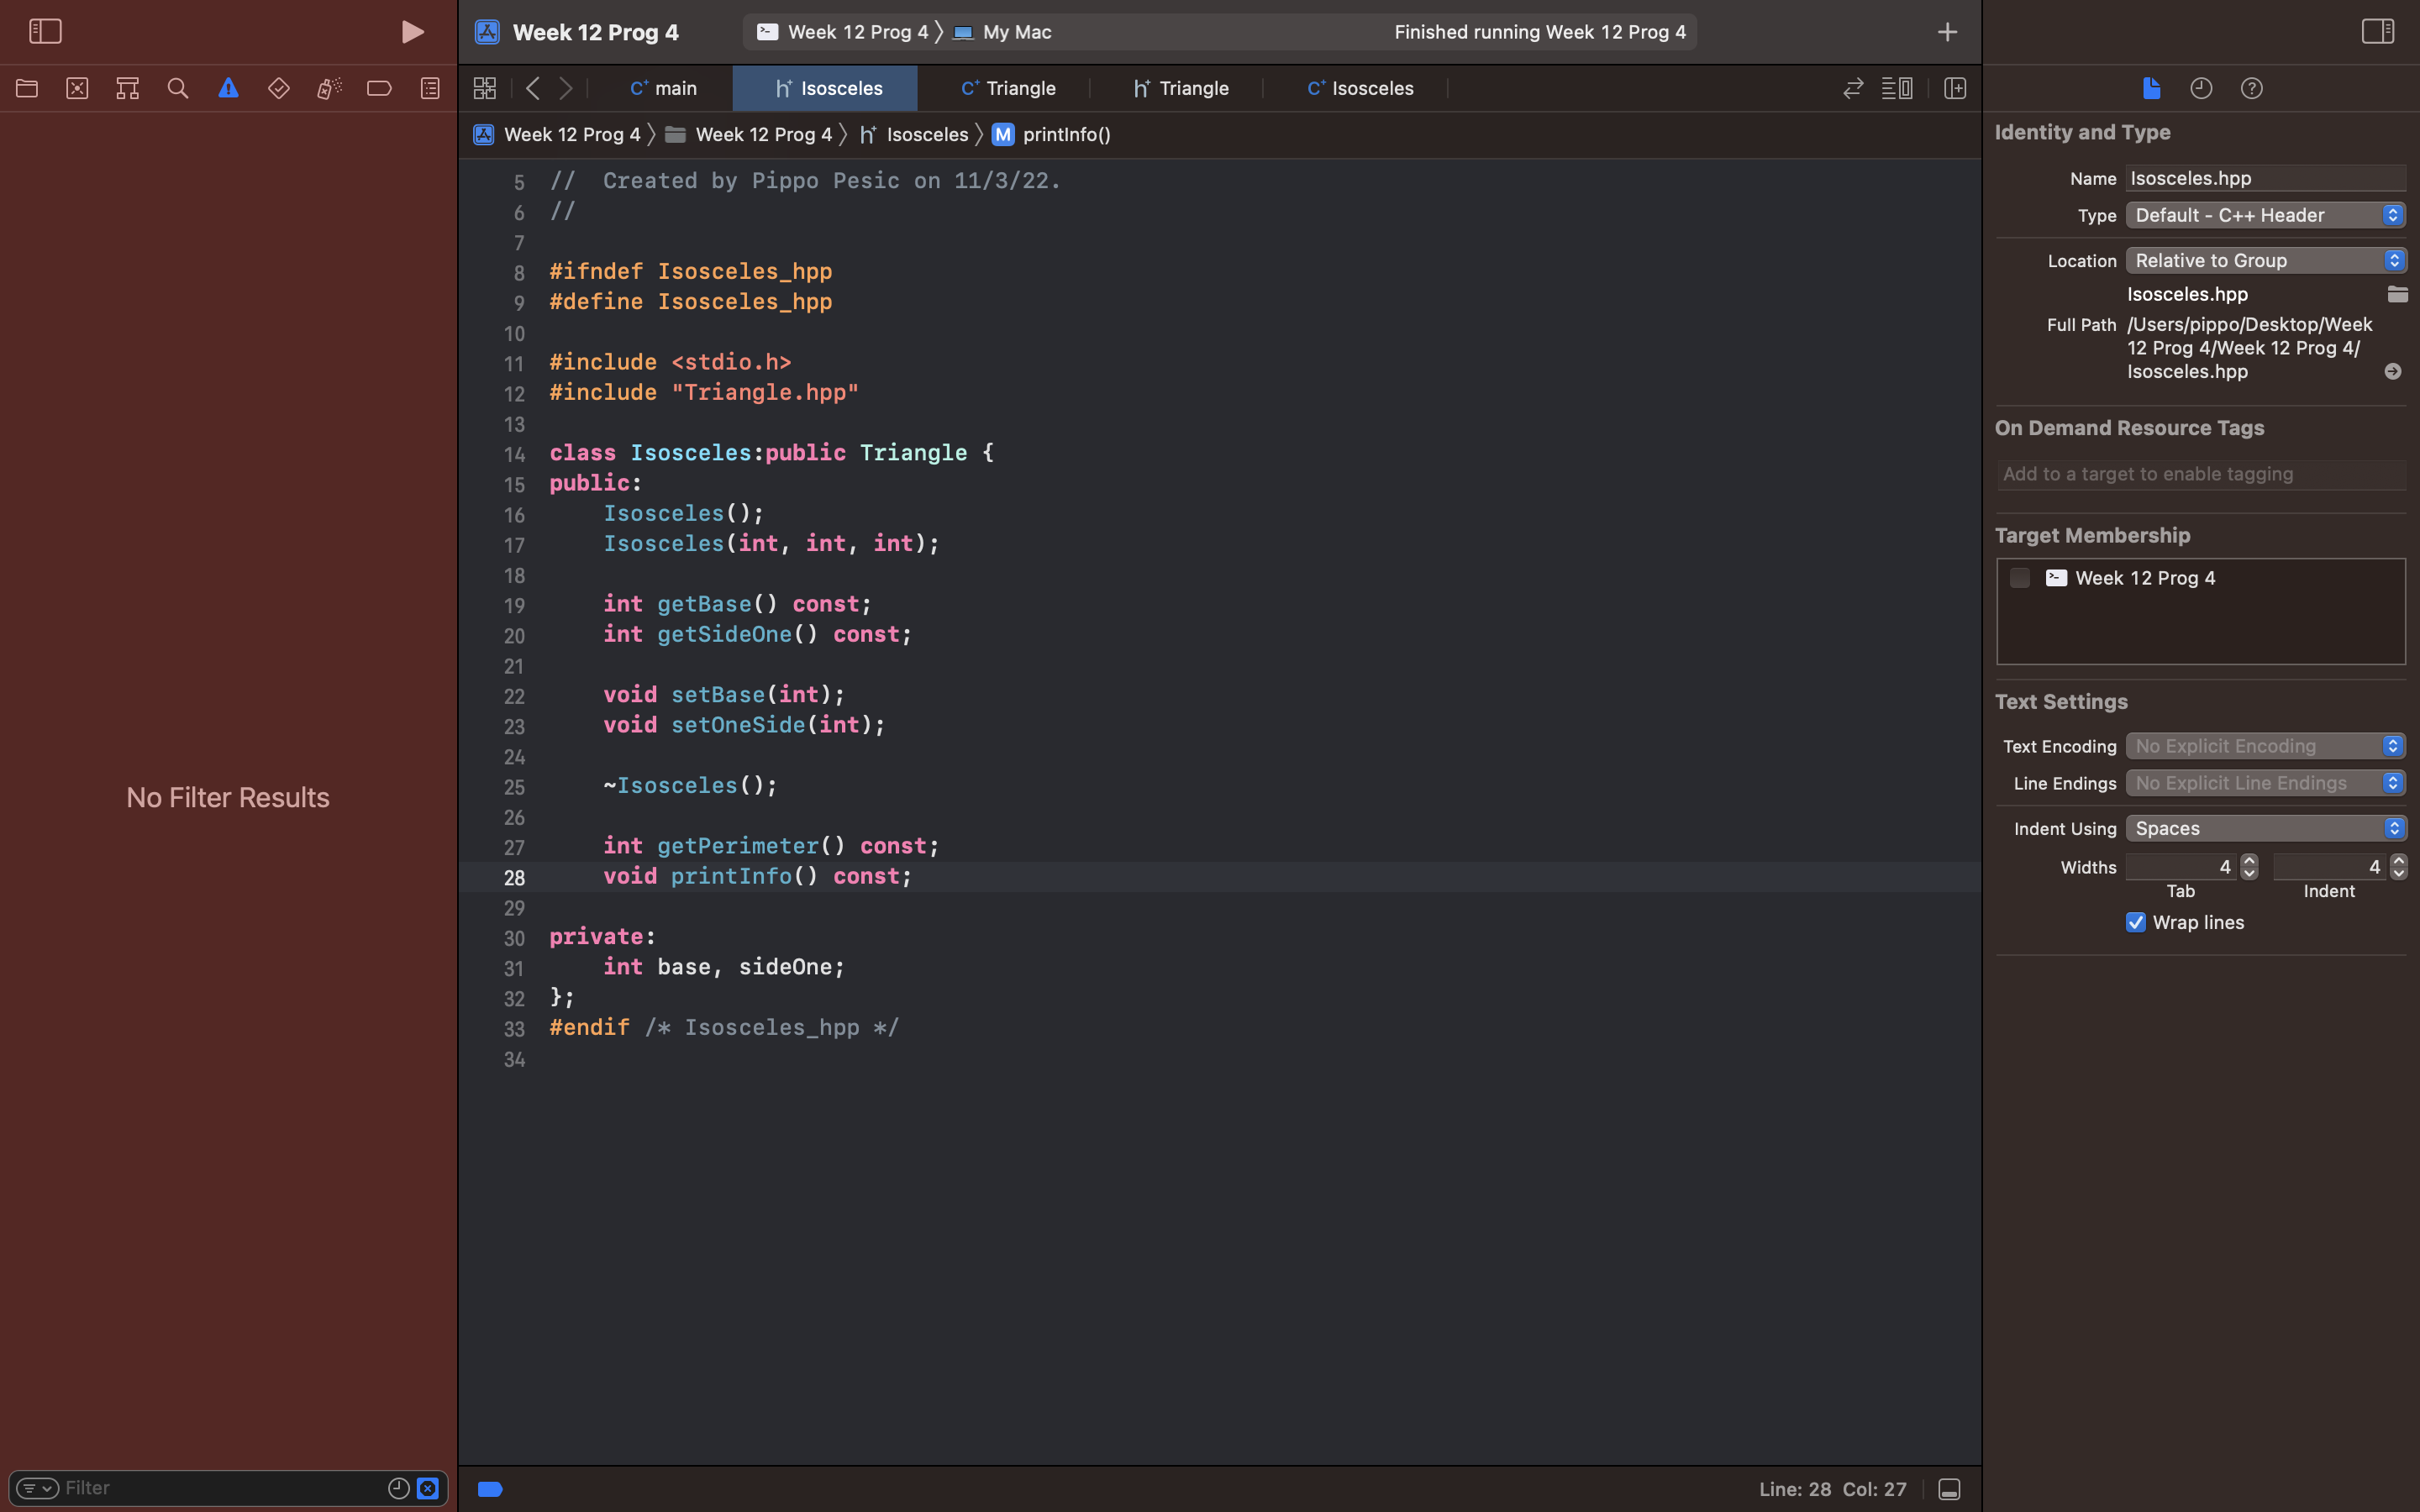 Week 12 Prog 4
Week 12 Prog 4 〉 My Mac
Finished running Week 12 Prog 4
C+ main
h+ Isosceles
C+ Triangle
h+ Triangle
C+ Isosceles
Week 12 Prog 4 〉 Week 12 Prog 4 〉 h+ Isosceles 〉 M printInfo()
5 //  Created by Pippo Pesic on 11/3/22.
6 //
7
8 #ifndef Isosceles_hpp
9 #define Isosceles_hpp
10
11 #include <stdio.h>
12 #include "Triangle.hpp"
13
14 class Isosceles:public Triangle {
15 public:
16     Isosceles();
17     Isosceles(int, int, int);
18
19     int getBase() const;
20     int getSideOne() const;
21
22     void setBase(int);
23     void setOneSide(int);
24
25     ~Isosceles();
26
27     int getPerimeter() const;
28     void printInfo() const;
29
30 private:
31     int base, sideOne;
32 };
33 #endif /* Isosceles_hpp */
34
No Filter Results
Filter
Line: 28  Col: 27
Identity and Type
Name Isosceles.hpp
Type Default - C++ Header
Location Relative to Group
Isosceles.hpp
Full Path /Users/pippo/Desktop/Week
12 Prog 4/Week 12 Prog 4/
Isosceles.hpp
On Demand Resource Tags
Add to a target to enable tagging
Target Membership
Week 12 Prog 4
Text Settings
Text Encoding No Explicit Encoding
Line Endings No Explicit Line Endings
Indent Using Spaces
Widths 4 4
Tab Indent
Wrap lines